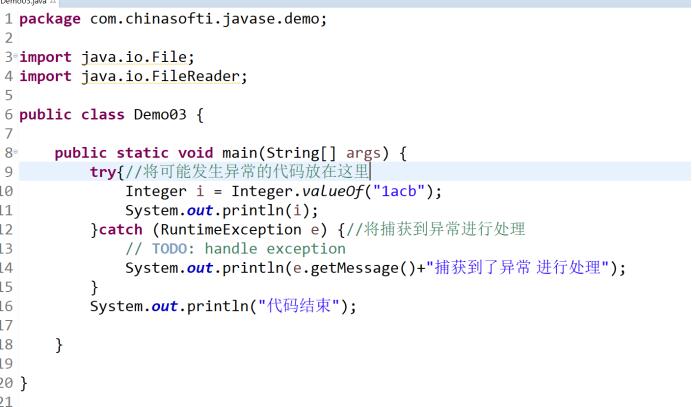 Demo03.java
1 package com.chinasofti.javase.demo;
2
3 import java.io.File;
4 import java.io.FileReader;
5
6 public class Demo03 {
7
8 public static void main(String[] args) {
9 try{//将可能发生异常的代码放在这里
10 Integer i = Integer.valueOf("1acb");
11 System.out.println(i);
12 }catch (RuntimeException e) {//将捕获到异常进行处理
13 // TODO: handle exception
14 System.out.println(e.getMessage()+"捕获到了异常 进行处理");
15 }
16 System.out.println("代码结束");
17
18 }
19
20 }
21